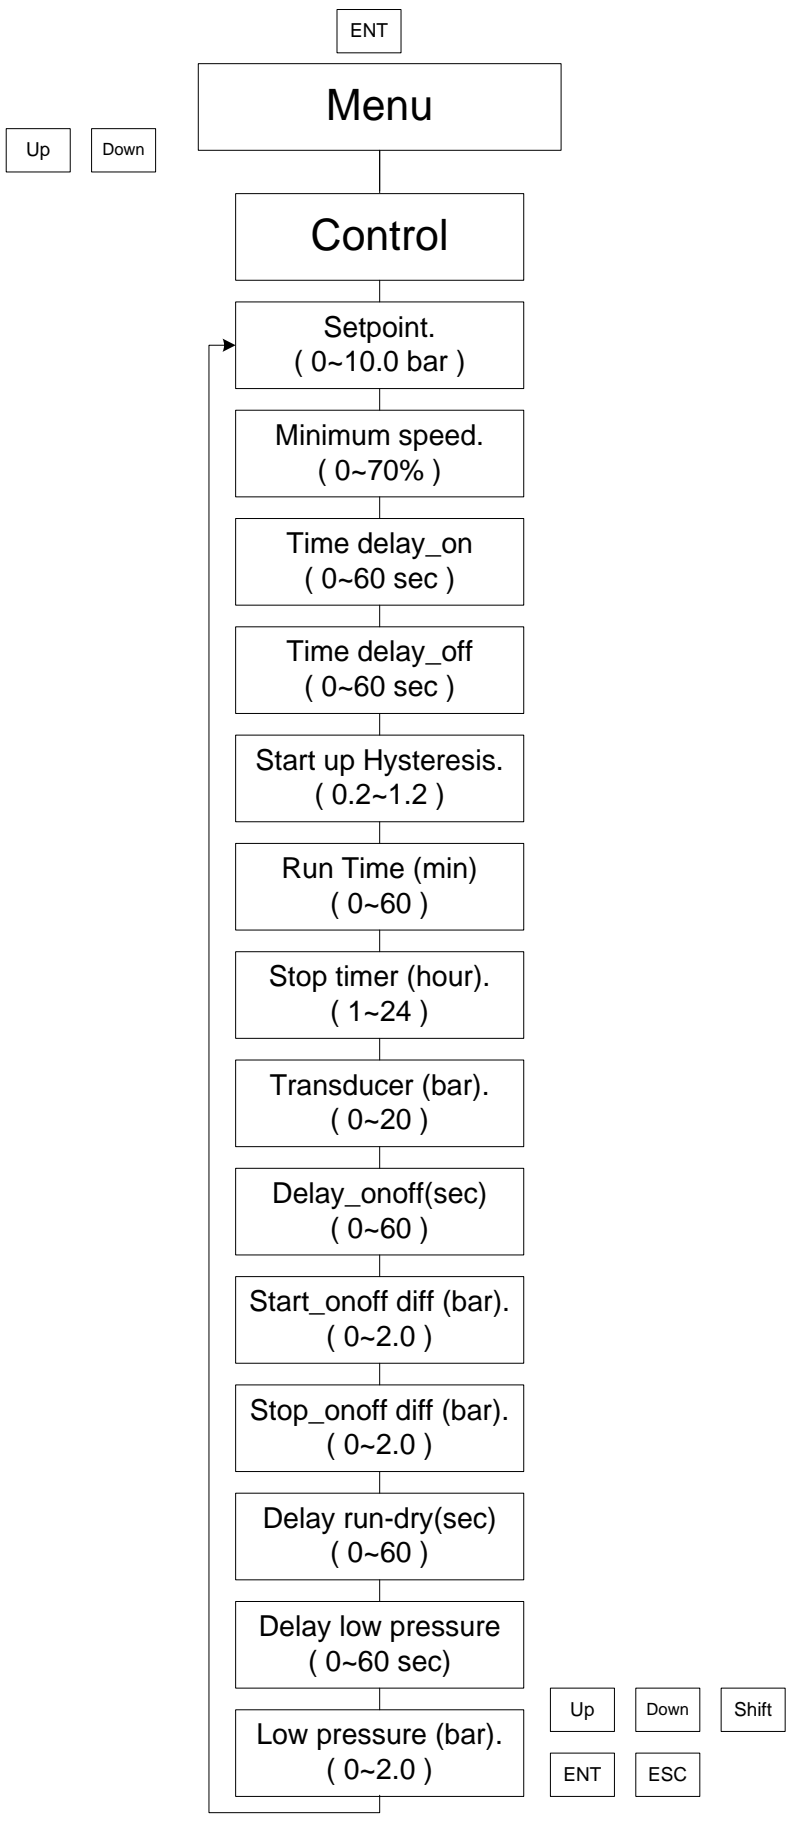 ENT
Menu
Up
Down
Control
Setpoint.
( 0~10.0 bar )
Minimum speed.
( 0~70% )
Time delay_on
( 0~60 sec )
Time delay_off
( 0~60 sec )
Start up Hysteresis.
( 0.2~1.2 )
Run Time (min)
( 0~60 )
Stop timer (hour).
( 1~24 )
Transducer (bar).
( 0~20 )
Delay_onoff(sec)
( 0~60 )
Start_onoff diff (bar).
( 0~2.0 )
Stop_onoff diff (bar).
( 0~2.0 )
Delay run-dry(sec)
( 0~60 )
Delay low pressure
( 0~60 sec)
Low pressure (bar).
( 0~2.0 )
Up
Down
Shift
ENT
ESC